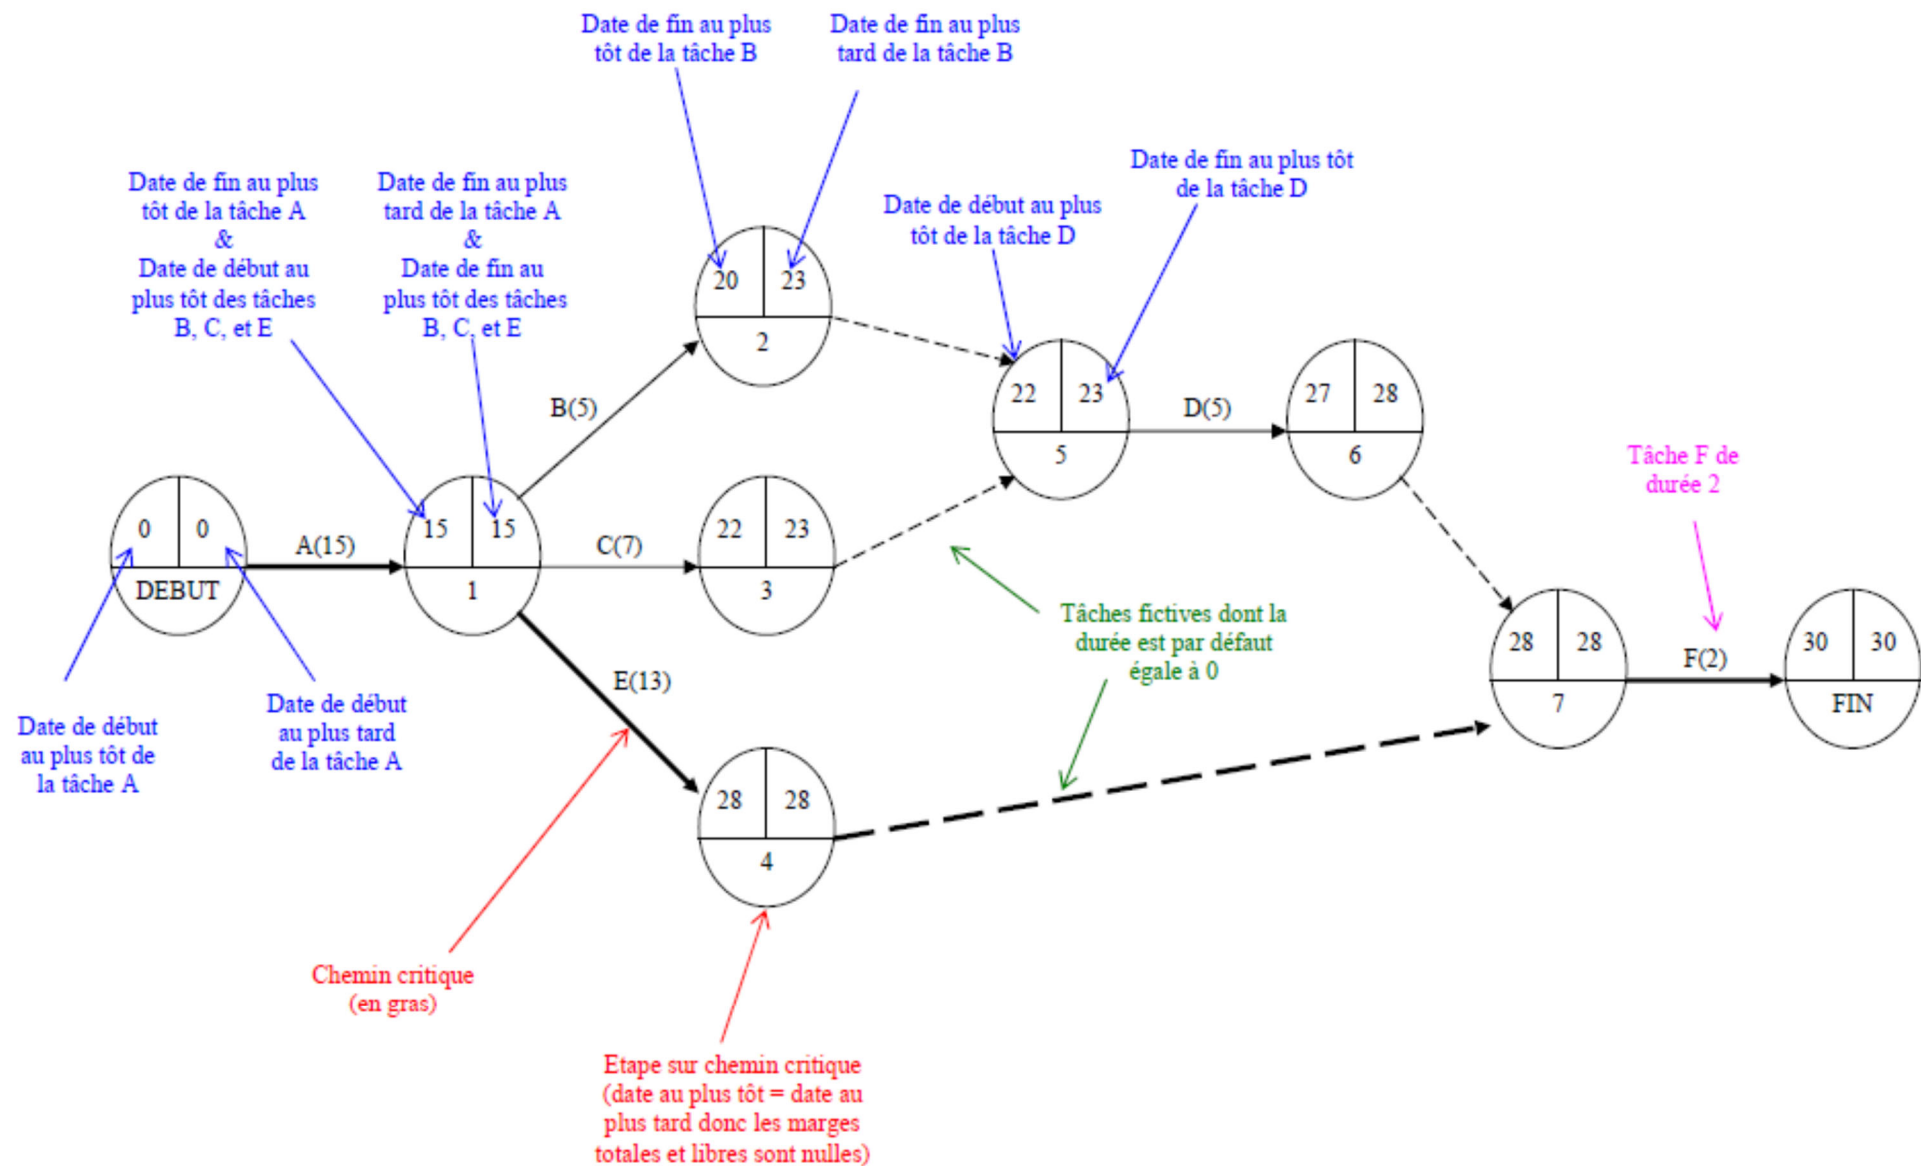 Date de fin au plus
tôt de la tâche B
Date de fin au plus
tard de la tâche B
Date de fin au plus
tôt de la tâche A
&
Date de début au
plus tôt des tâches
B, C, et E
Date de fin au plus
tard de la tâche A
&
Date de fin au
plus tôt des tâches
B, C, et E
Date de début au plus
tôt de la tâche D
Date de fin au plus tôt
de la tâche D
20
23
2
B(5)
22
23
5
D(5)
27
28
6
Tâche F de
durée 2
0
0
DEBUT
A(15)
15
15
1
C(7)
22
23
3
Tâches fictives dont la
durée est par défaut
égale à 0
28
28
7
F(2)
30
30
FIN
E(13)
Date de début
au plus tôt de
la tâche A
Date de début
au plus tard
de la tâche A
28
28
4
Chemin critique
(en gras)
Etape sur chemin critique
(date au plus tôt = date au
plus tard donc les marges
totales et libres sont nulles)